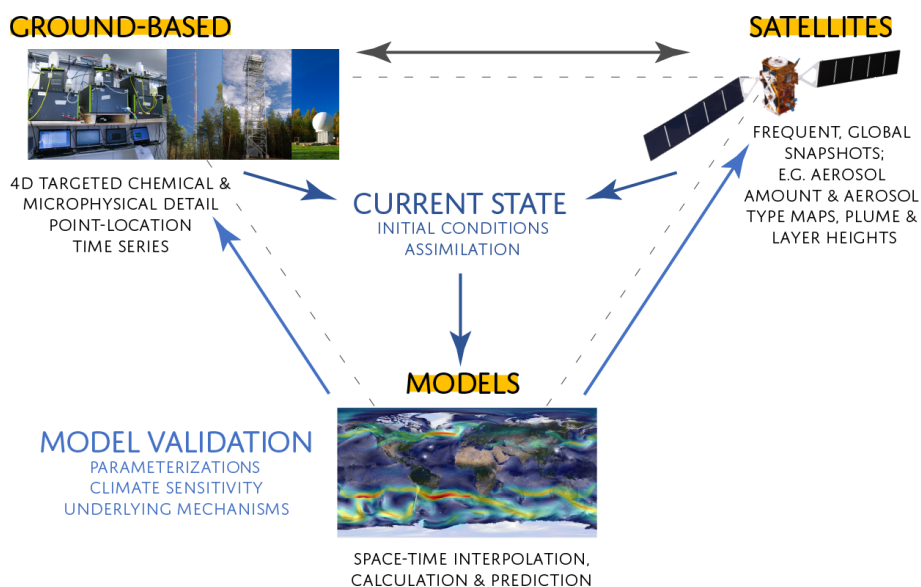 GROUND-BASED
SATELLITES
4D TARGETED CHEMICAL &
MICROPHYSICAL DETAIL
POINT-LOCATION
TIME SERIES
FREQUENT, GLOBAL
SNAPSHOTS;
E.G. AEROSOL
AMOUNT & AEROSOL
TYPE MAPS, PLUME &
LAYER HEIGHTS
CURRENT STATE
INITIAL CONDITIONS
ASSIMILATION
MODELS
MODEL VALIDATION
PARAMETERIZATIONS
CLIMATE SENSITIVITY
UNDERLYING MECHANISMS
SPACE-TIME INTERPOLATION,
CALCULATION & PREDICTION